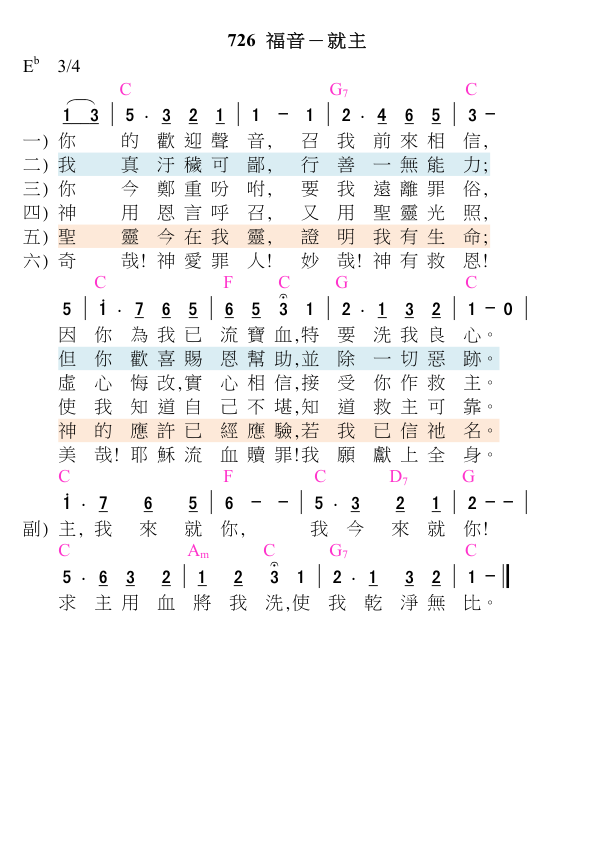 726 福音－就主
E♭ 3/4
C G7 C
1 3 | 5 · 3 2 1 | 1 － 1 | 2 · 4 6 5 | 3 －
一) 你 的 歡 迎 聲 音, 召 我 前 來 相 信,
二) 我 真 汙 穢 可 鄙, 行 善 一 無 能 力;
三) 你 今 鄭 重 吩 咐, 要 我 遠 離 罪 俗,
四) 神 用 恩 言 呼 召, 又 用 聖 靈 光 照,
五) 聖 靈 今 在 我 靈, 證 明 我 有 生 命;
六) 奇 哉! 神 愛 罪 人! 妙 哉! 神 有 救 恩!
C F C G C
5 | i · 7 6 5 | 6 5 3 1 | 2 · 1 3 2 | 1 － 0 |
因 你 為 我 已 流 寶 血,特 要 洗 我 良 心。
但 你 歡 喜 賜 恩 幫 助,並 除 一 切 惡 跡。
虛 心 悔 改,實 心 相 信,接 受 你 作 救 主。
使 我 知 道 自 己 不 堪,知 道 救 主 可 靠。
神 的 應 許 已 經 應 驗,若 我 已 信 祂 名。
美 哉! 耶 穌 流 血 贖 罪!我 願 獻 上 全 身。
C F C D7 G
i · 7 6 5 | 6 － － | 5 · 3 2 1 | 2 － － |
副) 主, 我 來 就 你, 我 今 來 就 你!
C Am C G7 C
5 · 6 3 2 | 1 2 3 1 | 2 · 1 3 2 | 1 － ‖
求 主 用 血 將 我 洗,使 我 乾 淨 無 比。